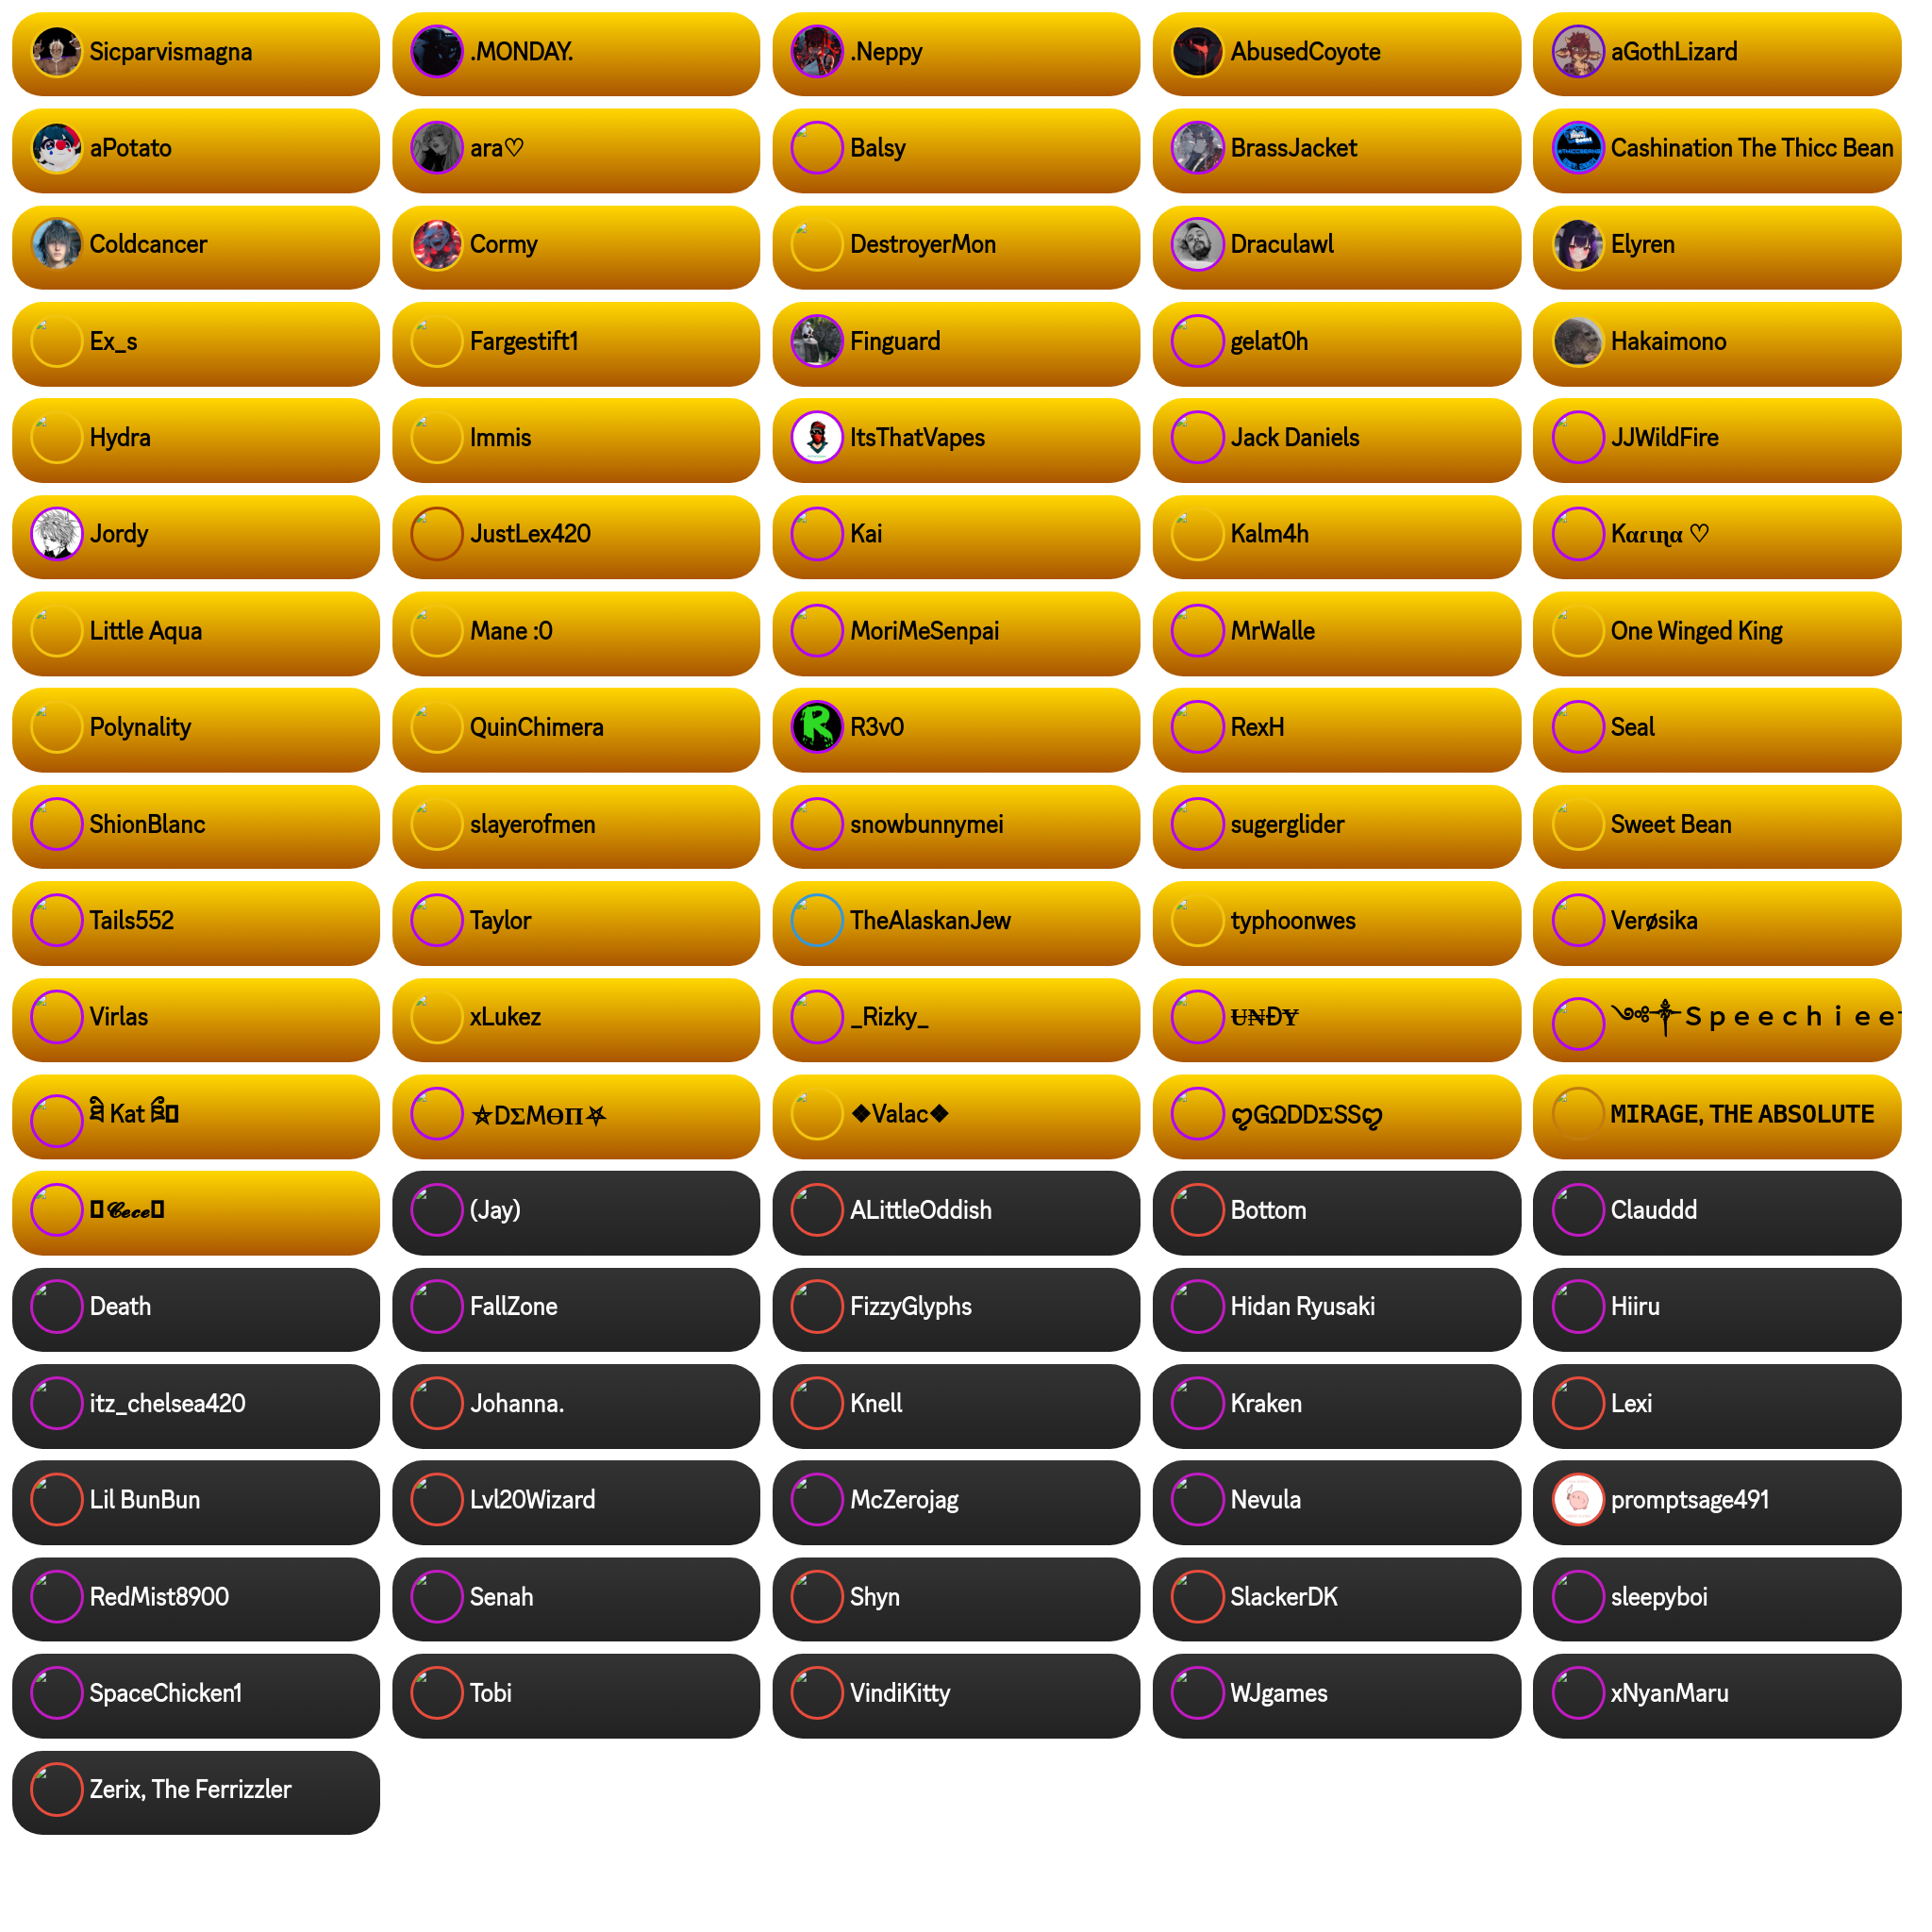 Sicparvismagna
.MONDAY.
.Neppy
AbusedCoyote
aGothLizard
aPotato
ara♡
Balsy
BrassJacket
Cashination The Thicc Bean
Coldcancer
Cormy
DestroyerMon
Draculawl
Elyren
Ex_s
Fargestift1
Finguard
gelat0h
Hakaimono
Hydra
Immis
ItsThatVapes
Jack Daniels
JJWildFire
Jordy
JustLex420
Kai
Kalm4h
Kαɾιɳα ♡
Little Aqua
Mane :0
MoriMeSenpai
MrWalle
One Winged King
Polynality
QuinChimera
R3v0
RexH
Seal
ShionBlanc
slayerofmen
snowbunnymei
sugerglider
Sweet Bean
Tails552
Taylor
TheAlaskanJew
typhoonwes
Verøsika
Virlas
xLukez
_Rizky_
Ʉ₦ĐɎ
༺༒Ｓｐｅｅｃｈｉｅｅ
Kat
⛤DΣMӨП⛧
❖Valac❖
ღGΩDDΣSSღ
MIRAGE, THE ABSOLUTE
𝓒𝓮𝓬𝓮
(Jay)
ALittleOddish
Bottom
Clauddd
Death
FallZone
FizzyGlyphs
Hidan Ryusaki
Hiiru
itz_chelsea420
Johanna.
Knell
Kraken
Lexi
Lil BunBun
Lvl20Wizard
McZerojag
Nevula
promptsage491
RedMist8900
Senah
Shyn
SlackerDK
sleepyboi
SpaceChicken1
Tobi
VindiKitty
WJgames
xNyanMaru
Zerix, The Ferrizzler